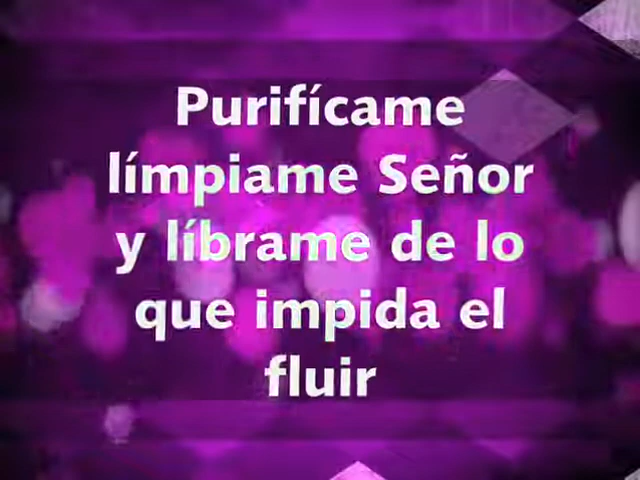 Purifícame
límpiame Señor
y líbrame de lo
que impida el
fluir